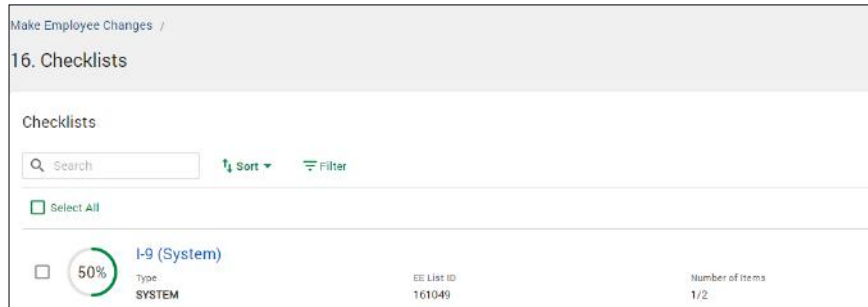 Make Employee Changes /
16. Checklists
Checklists
Search
Sort
Filter
Select All
50%
I-9 (System)
Type EE List ID Number of Items
SYSTEM 161049 1/2